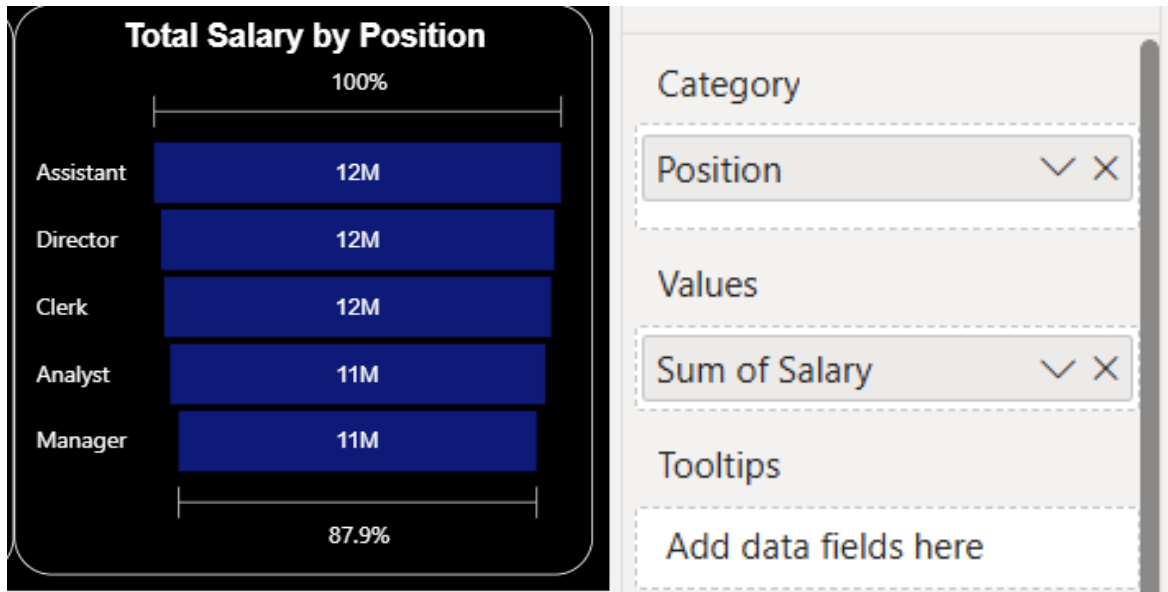 Total Salary by Position
100%
Assistant 12M
Director 12M
Clerk 12M
Analyst 11M
Manager 11M
87.9%
Category
Position
Values
Sum of Salary
Tooltips
Add data fields here